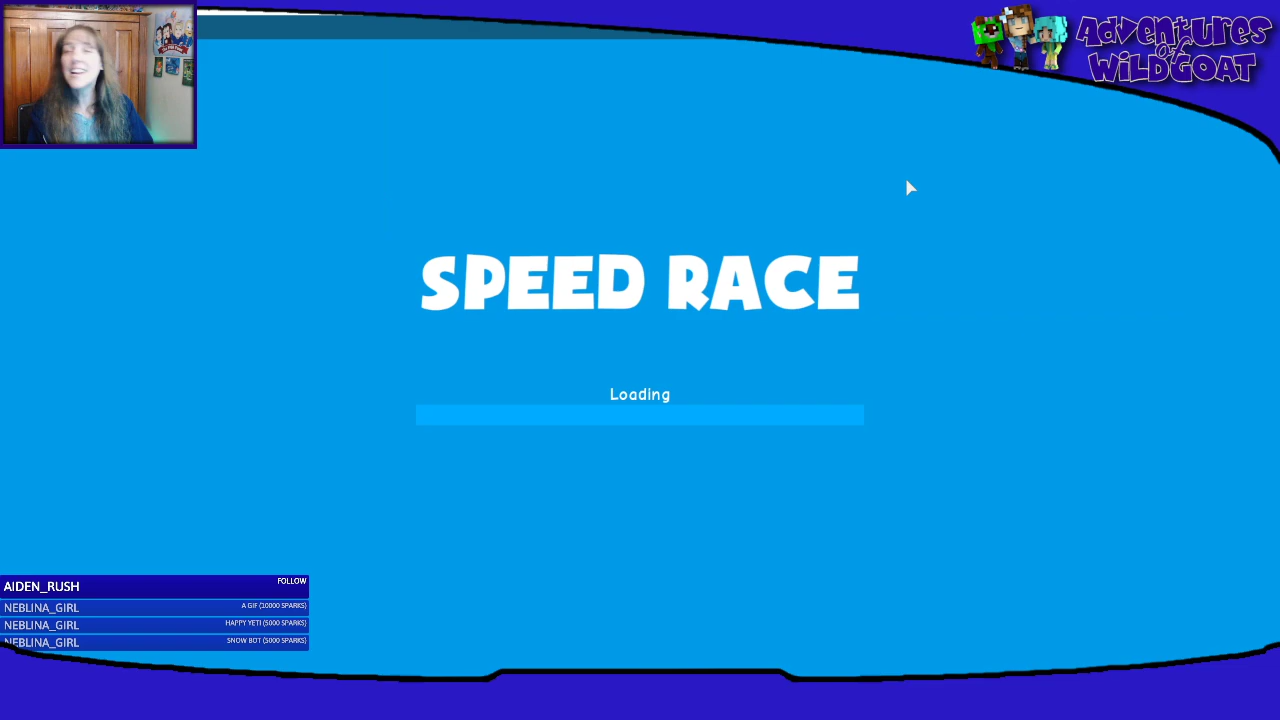 Adventures
of
WiLDGOAT
SPEED RACE
Loading
AIDEN_RUSH FOLLOW
NEBLINA_GIRL A GIF (10000 SPARKS)
NEBLINA_GIRL HAPPY YETI (5000 SPARKS)
NEBLINA_GIRL SNOW BOT (5000 SPARKS)